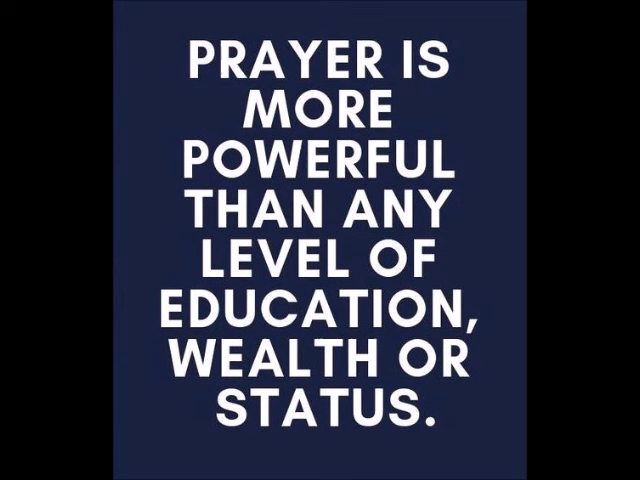 PRAYER IS
MORE
POWERFUL
THAN ANY
LEVEL OF
EDUCATION,
WEALTH OR
STATUS.